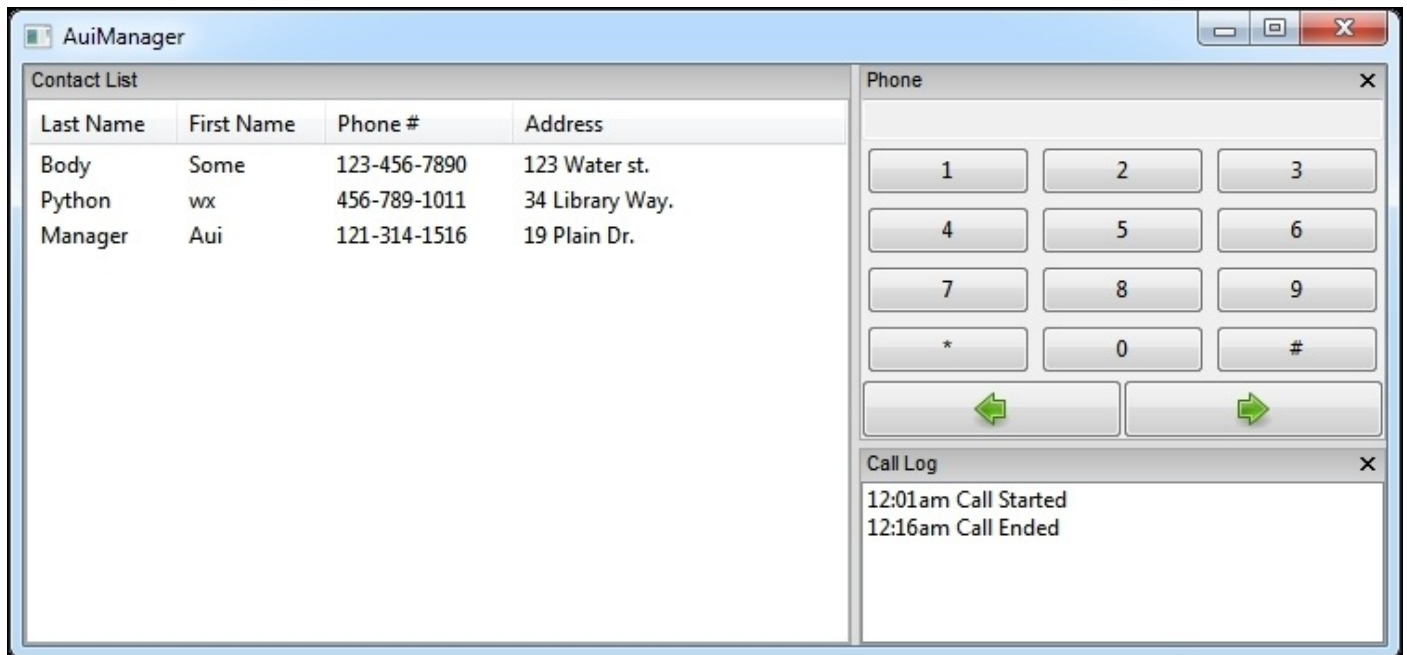 AuiManager
Contact List
Last Name First Name Phone # Address
Body Some 123-456-7890 123 Water st.
Python wx 456-789-1011 34 Library Way.
Manager Aui 121-314-1516 19 Plain Dr.
Phone
1 2 3
4 5 6
7 8 9
* 0 #
Call Log
12:01am Call Started
12:16am Call Ended